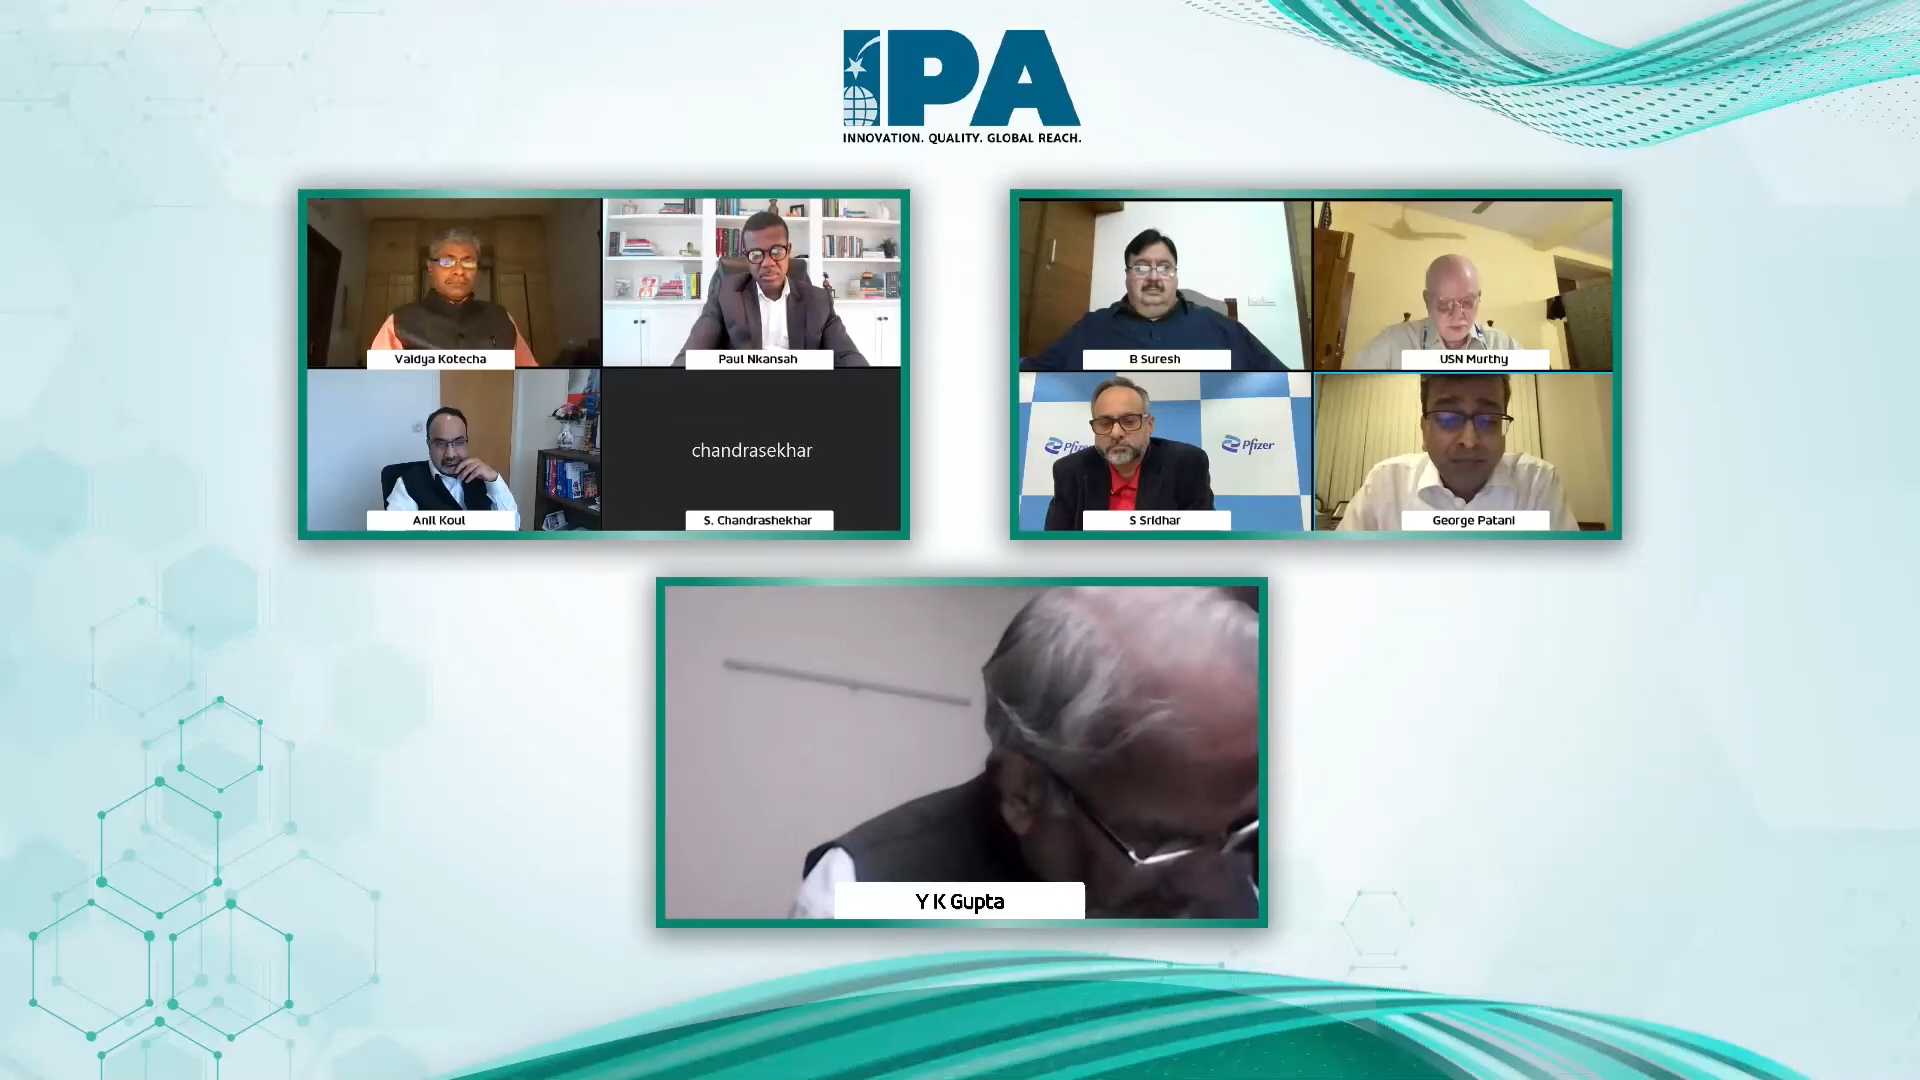 IPA
INNOVATION. QUALITY. GLOBAL REACH.
Vaidya Kotecha
Paul Nkansah
Anil Koul
chandrasekhar
S. Chandrashekhar
B Suresh
USN Murthy
Pfizer
Pfizer
S Sridhar
George Patani
Y K Gupta